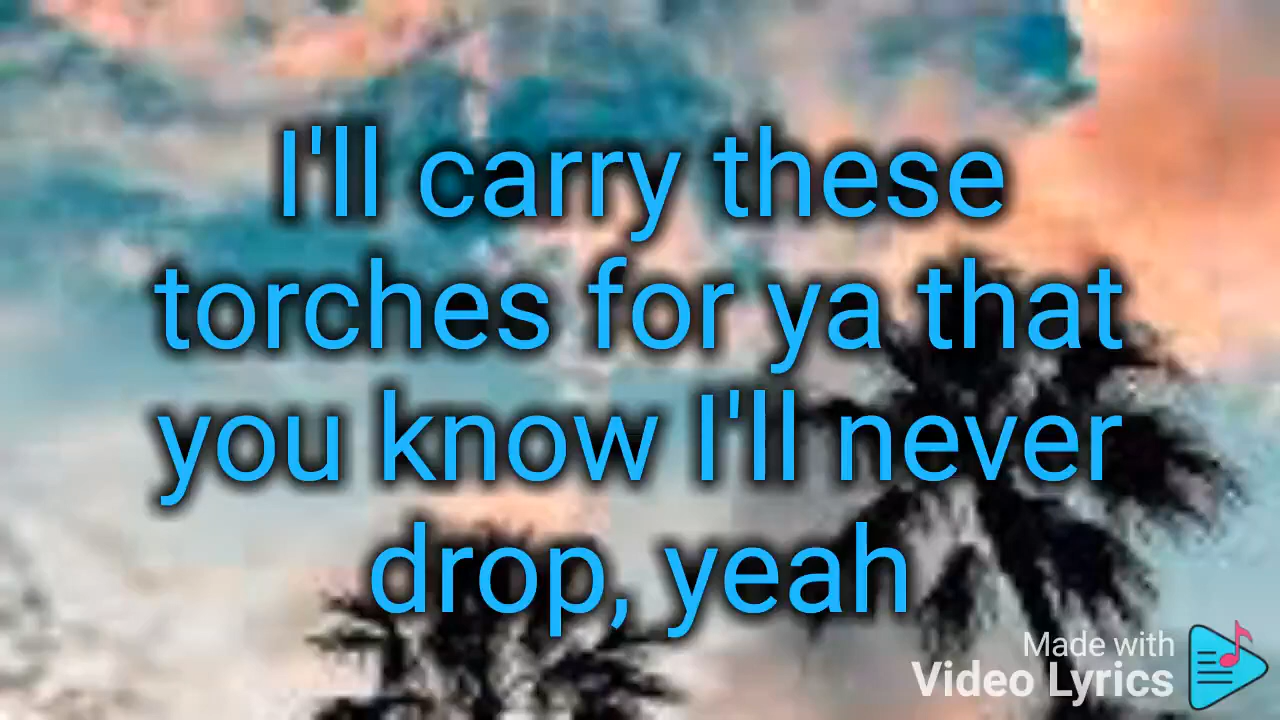 I'll carry these
torches for ya that
you know I'll never
drop, yeah
Made with
Video Lyrics